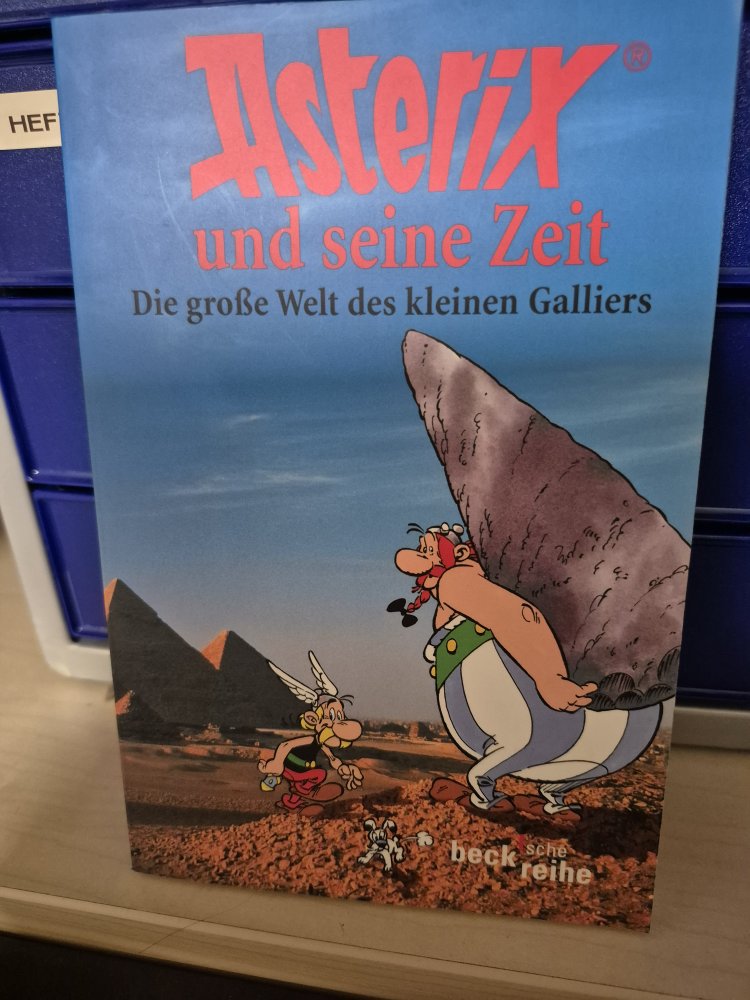 HEF
Asterix®
und seine Zeit
Die große Welt des kleinen Galliers
beck'sche
reihe